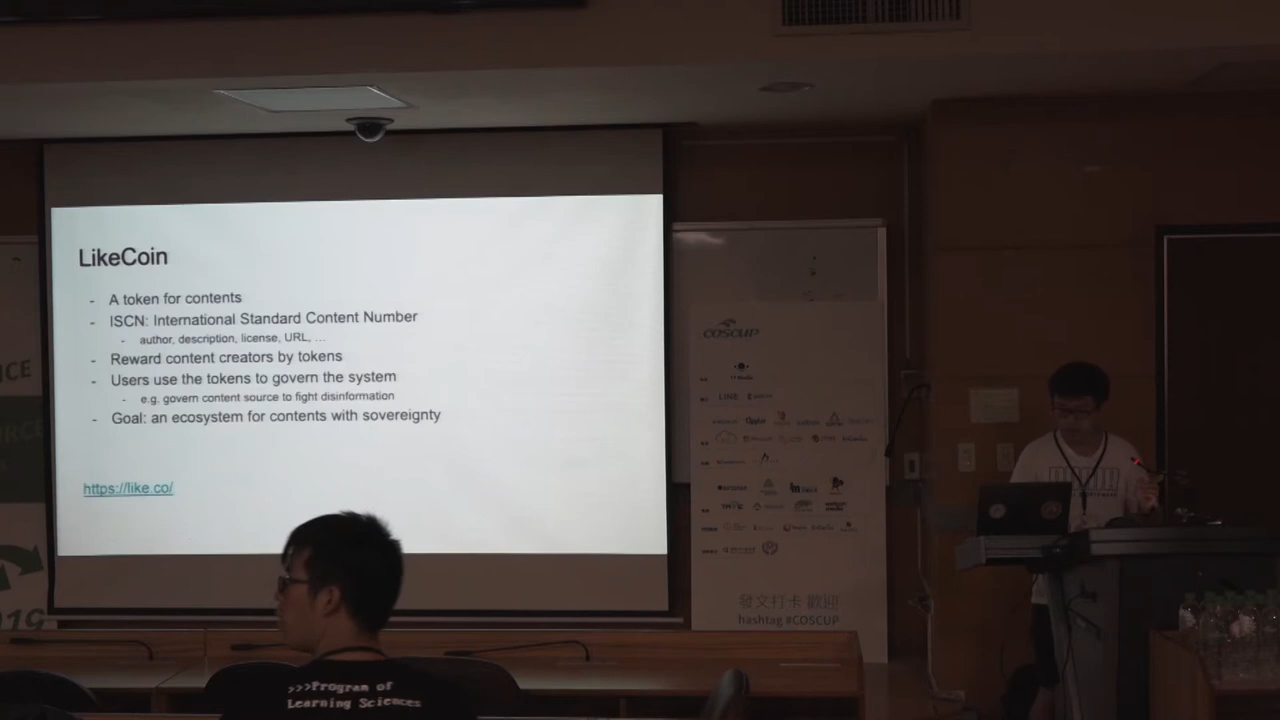 LikeCoin
- A token for contents
- ISCN: International Standard Content Number
- author, description, license, URL, ...
- Reward content creators by tokens
- Users use the tokens to govern the system
- e.g. govern content source to fight disinformation
- Goal: an ecosystem for contents with sovereignty
https://like.co/
COSCUP
LINE
發文打卡 歡迎
hashtag #COSCUP
>>>Program of
Learning Sciences